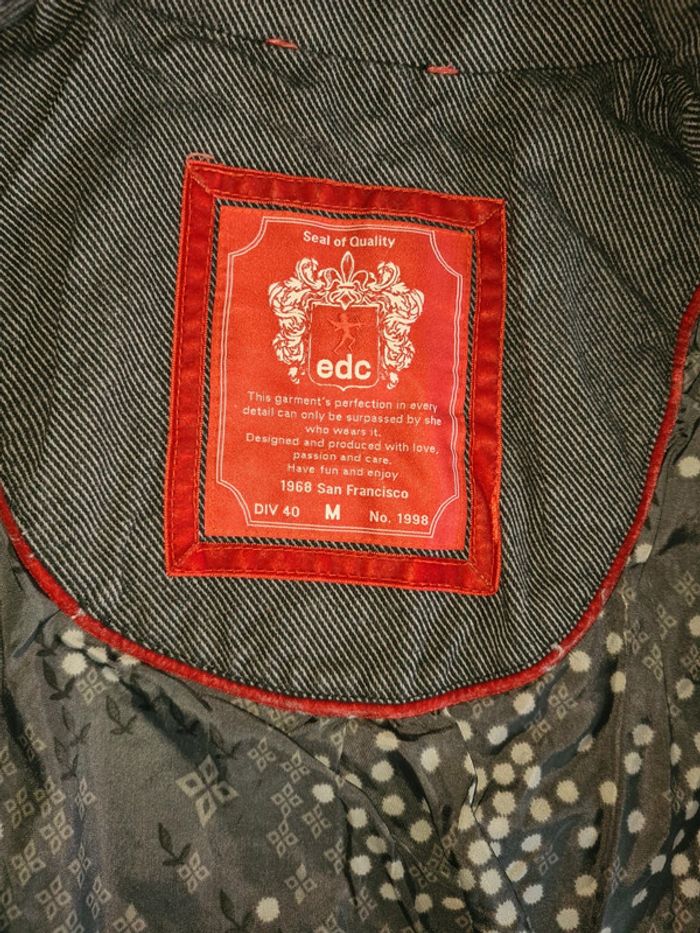 Seal of Quality
edc
This garment's perfection in every
detail can only be surpassed by she
who wears it.
Designed and produced with love,
passion and care.
Have fun and enjoy
1968 San Francisco
DIV 40 M No. 1998